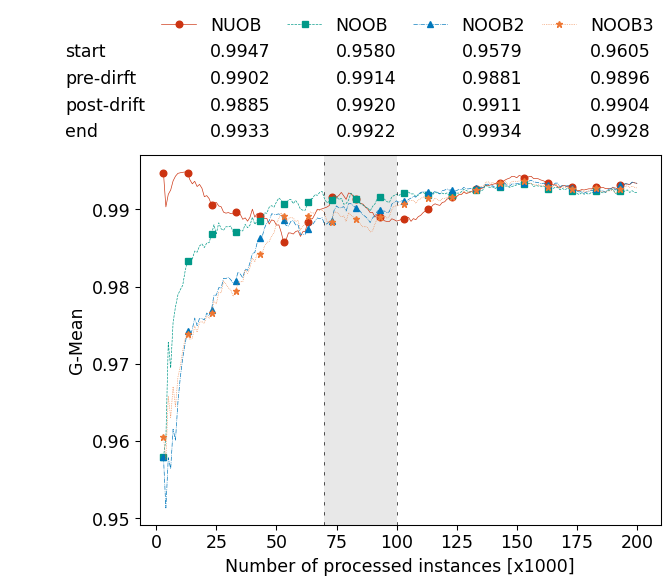 NUOB NOOB NOOB2 NOOB3
start 0.9947 0.9580 0.9579 0.9605
pre-dirft 0.9902 0.9914 0.9881 0.9896
post-drift 0.9885 0.9920 0.9911 0.9904
end 0.9933 0.9922 0.9934 0.9928
0.99
0.98
0.97
0.96
0.95
G-Mean
0 25 50 75 100 125 150 175 200
Number of processed instances [x1000]